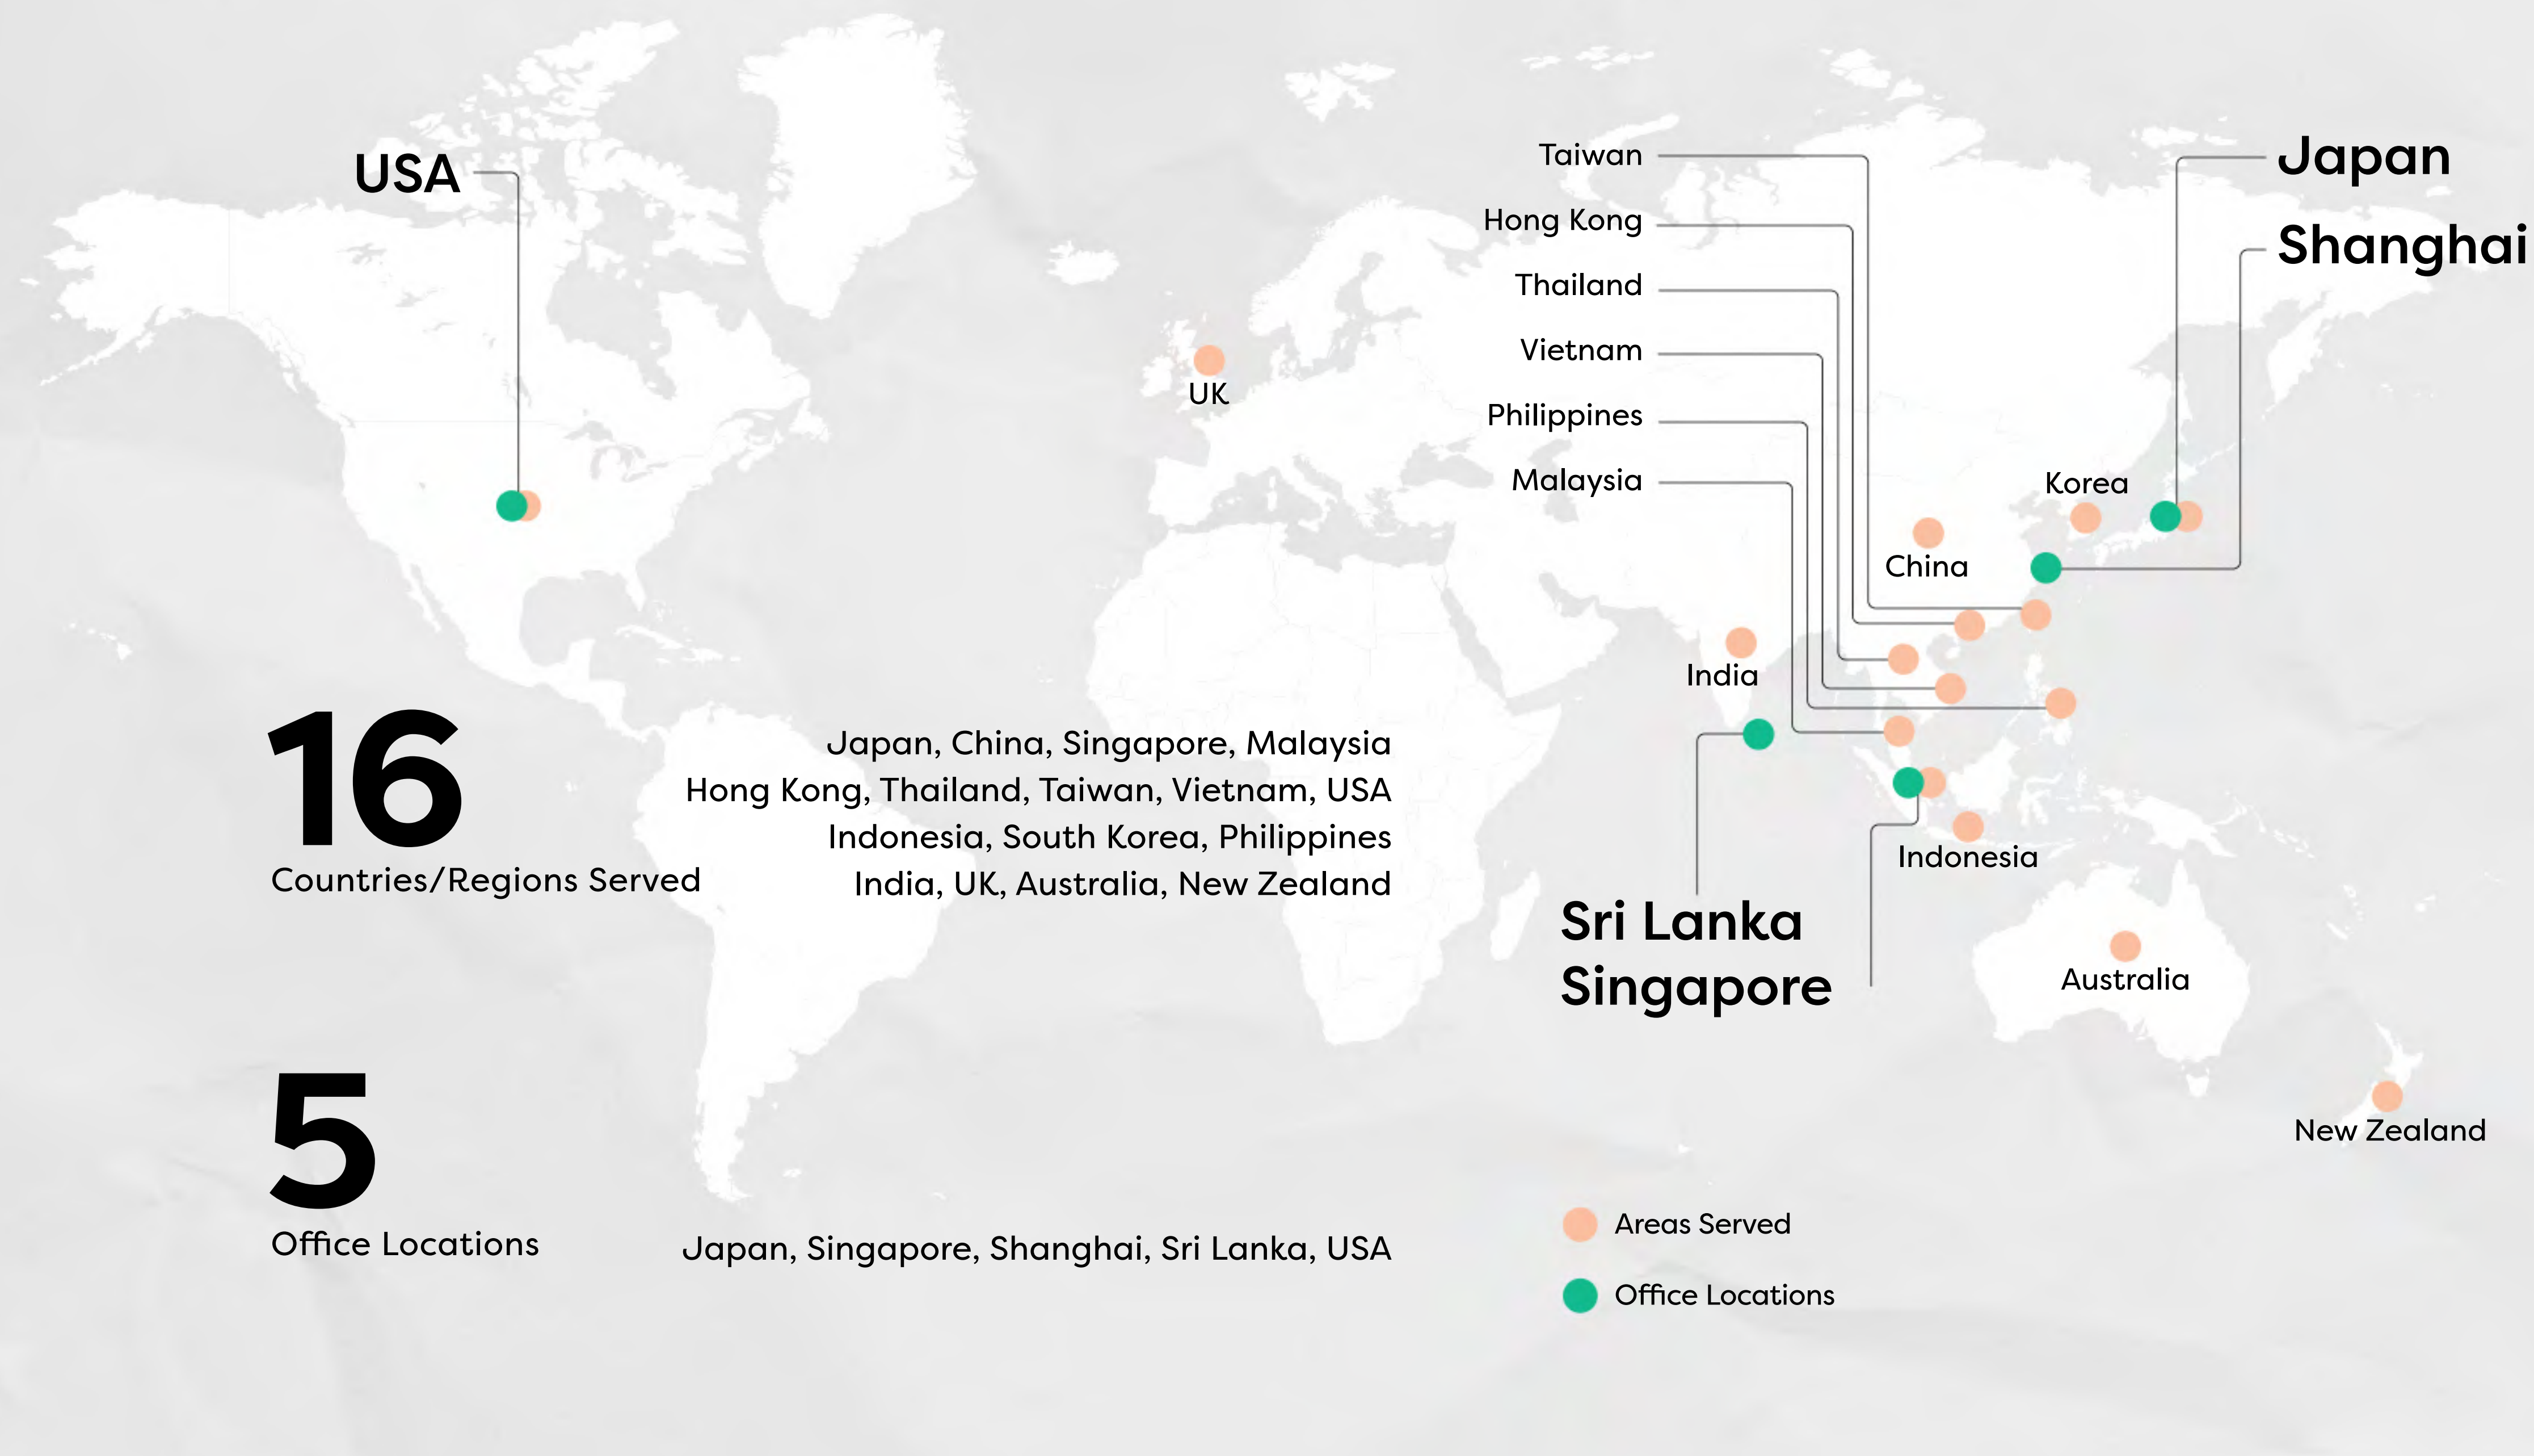 USA
UK
Taiwan
Hong Kong
Thailand
Vietnam
Philippines
Malaysia
Japan
Shanghai
Korea
China
India
Indonesia
Sri Lanka
Singapore
Australia
New Zealand
16
Countries/Regions Served
Japan, China, Singapore, Malaysia
Hong Kong, Thailand, Taiwan, Vietnam, USA
Indonesia, South Korea, Philippines
India, UK, Australia, New Zealand
5
Office Locations
Japan, Singapore, Shanghai, Sri Lanka, USA
Areas Served
Office Locations